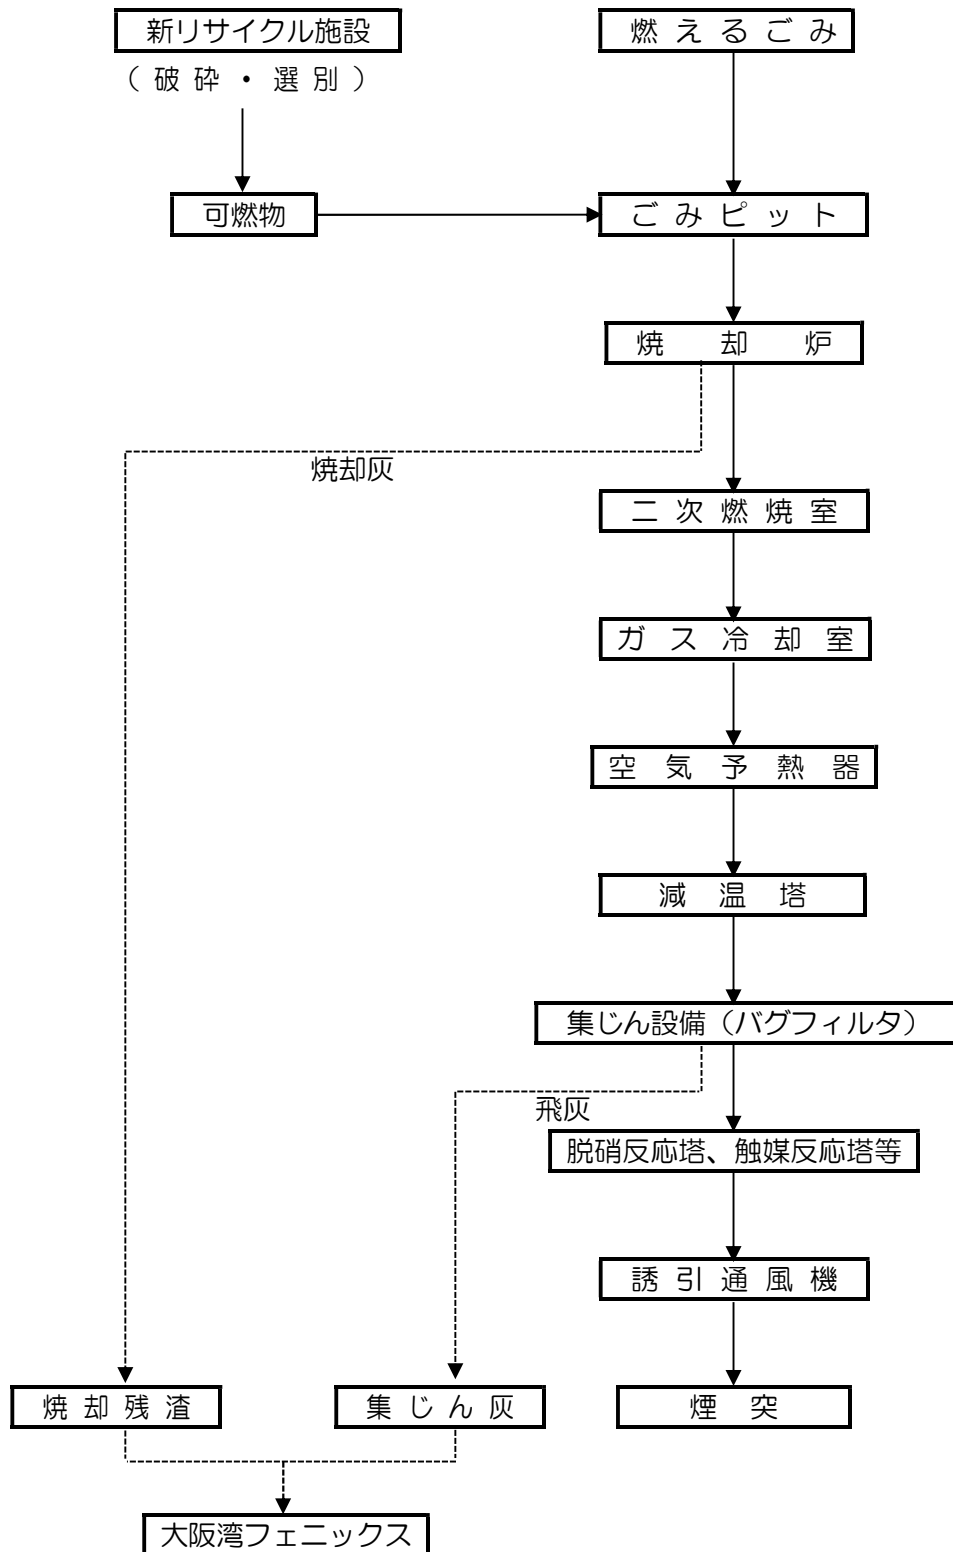 新リサイクル施設
燃えるごみ
（破砕・選別）
可燃物
ごみピット
焼却炉
焼却灰
二次燃焼室
ガス冷却室
空気予熱器
減温塔
集じん設備（バグフィルタ）
飛灰
脱硝反応塔、触媒反応塔等
誘引通風機
焼却残渣
集じん灰
煙突
大阪湾フェニックス